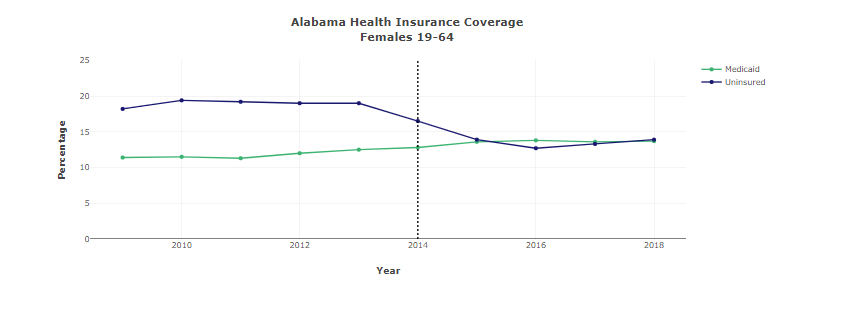 Alabama Health Insurance Coverage
Females 19-64
Medicaid
Uninsured
25
20
15
10
5
0
Percentage
2010
2012
2014
2016
2018
Year